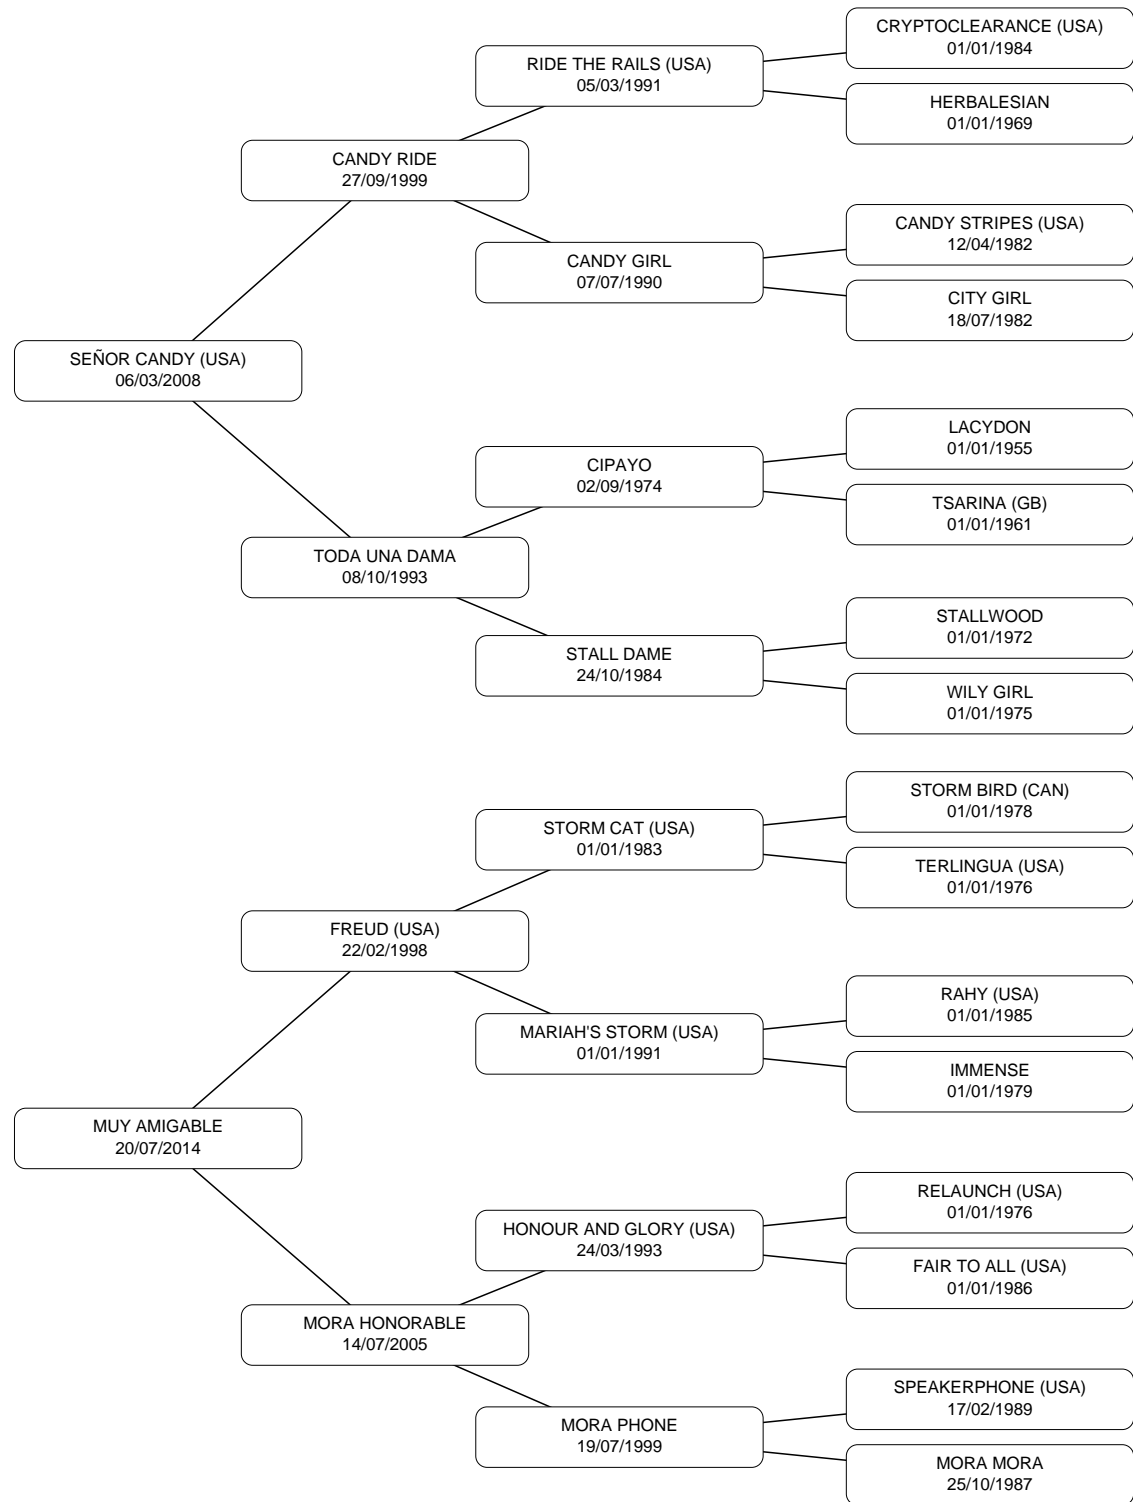 CRYPTOCLEARANCE (USA)
01/01/1984
RIDE THE RAILS (USA)
05/03/1991
HERBALESIAN
01/01/1969
CANDY RIDE
27/09/1999
CANDY STRIPES (USA)
12/04/1982
CANDY GIRL
07/07/1990
CITY GIRL
18/07/1982
SEÑOR CANDY (USA)
06/03/2008
LACYDON
01/01/1955
CIPAYO
02/09/1974
TSARINA (GB)
01/01/1961
TODA UNA DAMA
08/10/1993
STALLWOOD
01/01/1972
STALL DAME
24/10/1984
WILY GIRL
01/01/1975
STORM BIRD (CAN)
01/01/1978
STORM CAT (USA)
01/01/1983
TERLINGUA (USA)
01/01/1976
FREUD (USA)
22/02/1998
RAHY (USA)
01/01/1985
MARIAH'S STORM (USA)
01/01/1991
IMMENSE
01/01/1979
MUY AMIGABLE
20/07/2014
RELAUNCH (USA)
01/01/1976
HONOUR AND GLORY (USA)
24/03/1993
FAIR TO ALL (USA)
01/01/1986
MORA HONORABLE
14/07/2005
SPEAKERPHONE (USA)
17/02/1989
MORA PHONE
19/07/1999
MORA MORA
25/10/1987